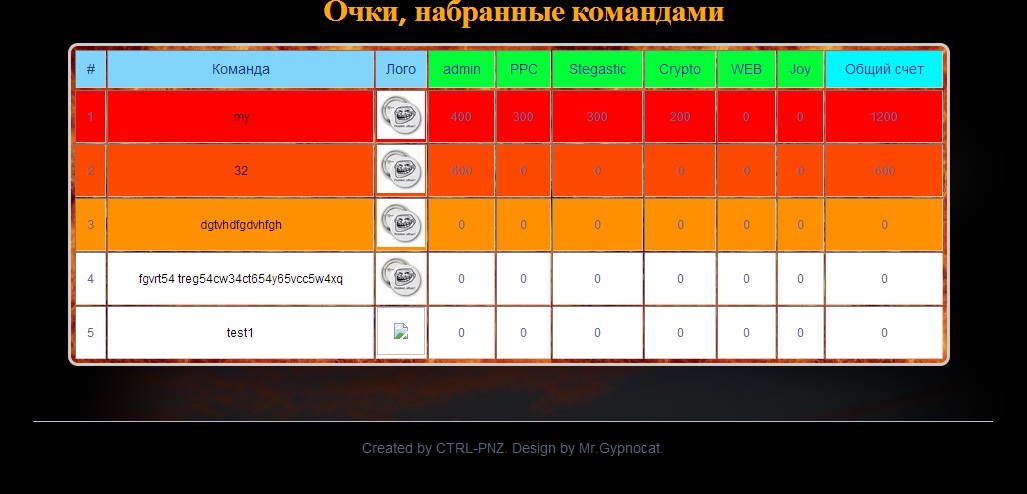 Очки, набранные командами
# Команда Лого admin PPC Stegastic Crypto WEB Joy Общий счет
1 my 400 300 300 200 0 0 1200
2 32 600 0 0 0 0 0 600
3 dgtvhdfgdvhfgh 0 0 0 0 0 0 0
4 fgvrt54 treg54cw34ct654y65vcc5w4xq 0 0 0 0 0 0 0
5 test1 0 0 0 0 0 0 0
Created by CTRL-PNZ. Design by Mr.Gypnocat.